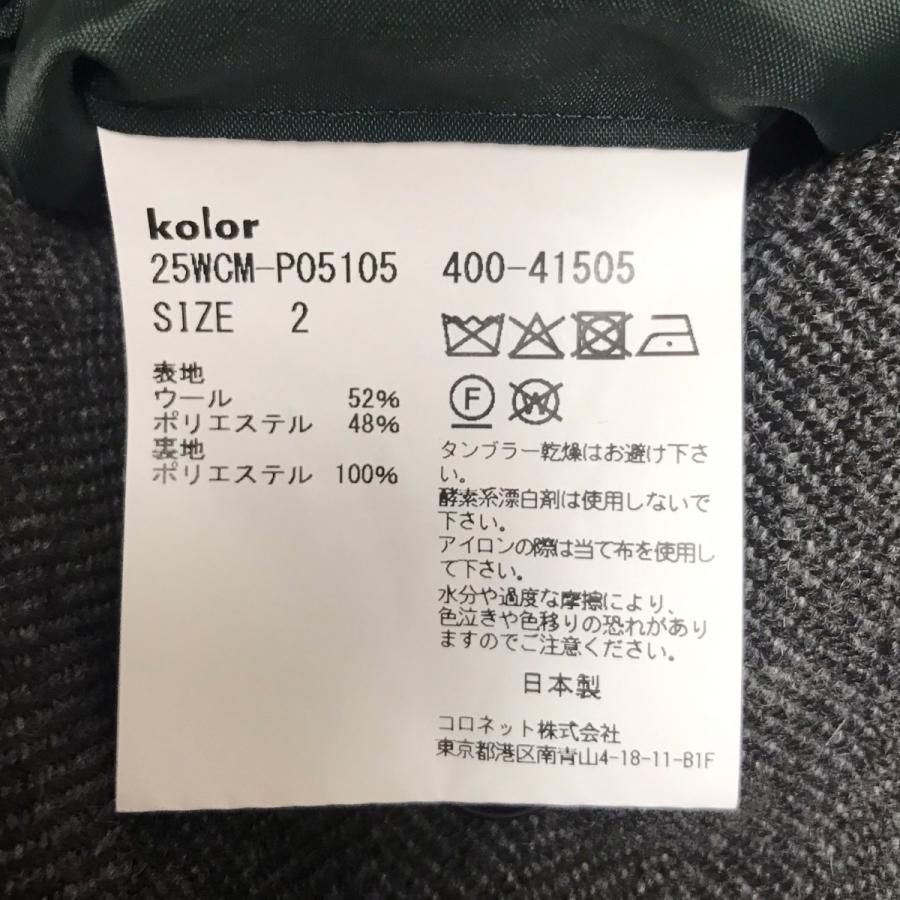 kolor
25WCM-P05105 400-41505
SIZE 2
表地
ウール 52%
ポリエステル 48%
裏地
ポリエステル 100%
F W
タンブラー乾燥はお避け下さ
い。
酵素系漂白剤は使用しないで
下さい。
アイロンの際は当て布を使用し
て下さい。
水分や過度な摩擦により、
色泣きや色移りの恐れがあり
ますのでご注意ください。
日本製
コロネット株式会社
東京都港区南青山4-18-11-B1F